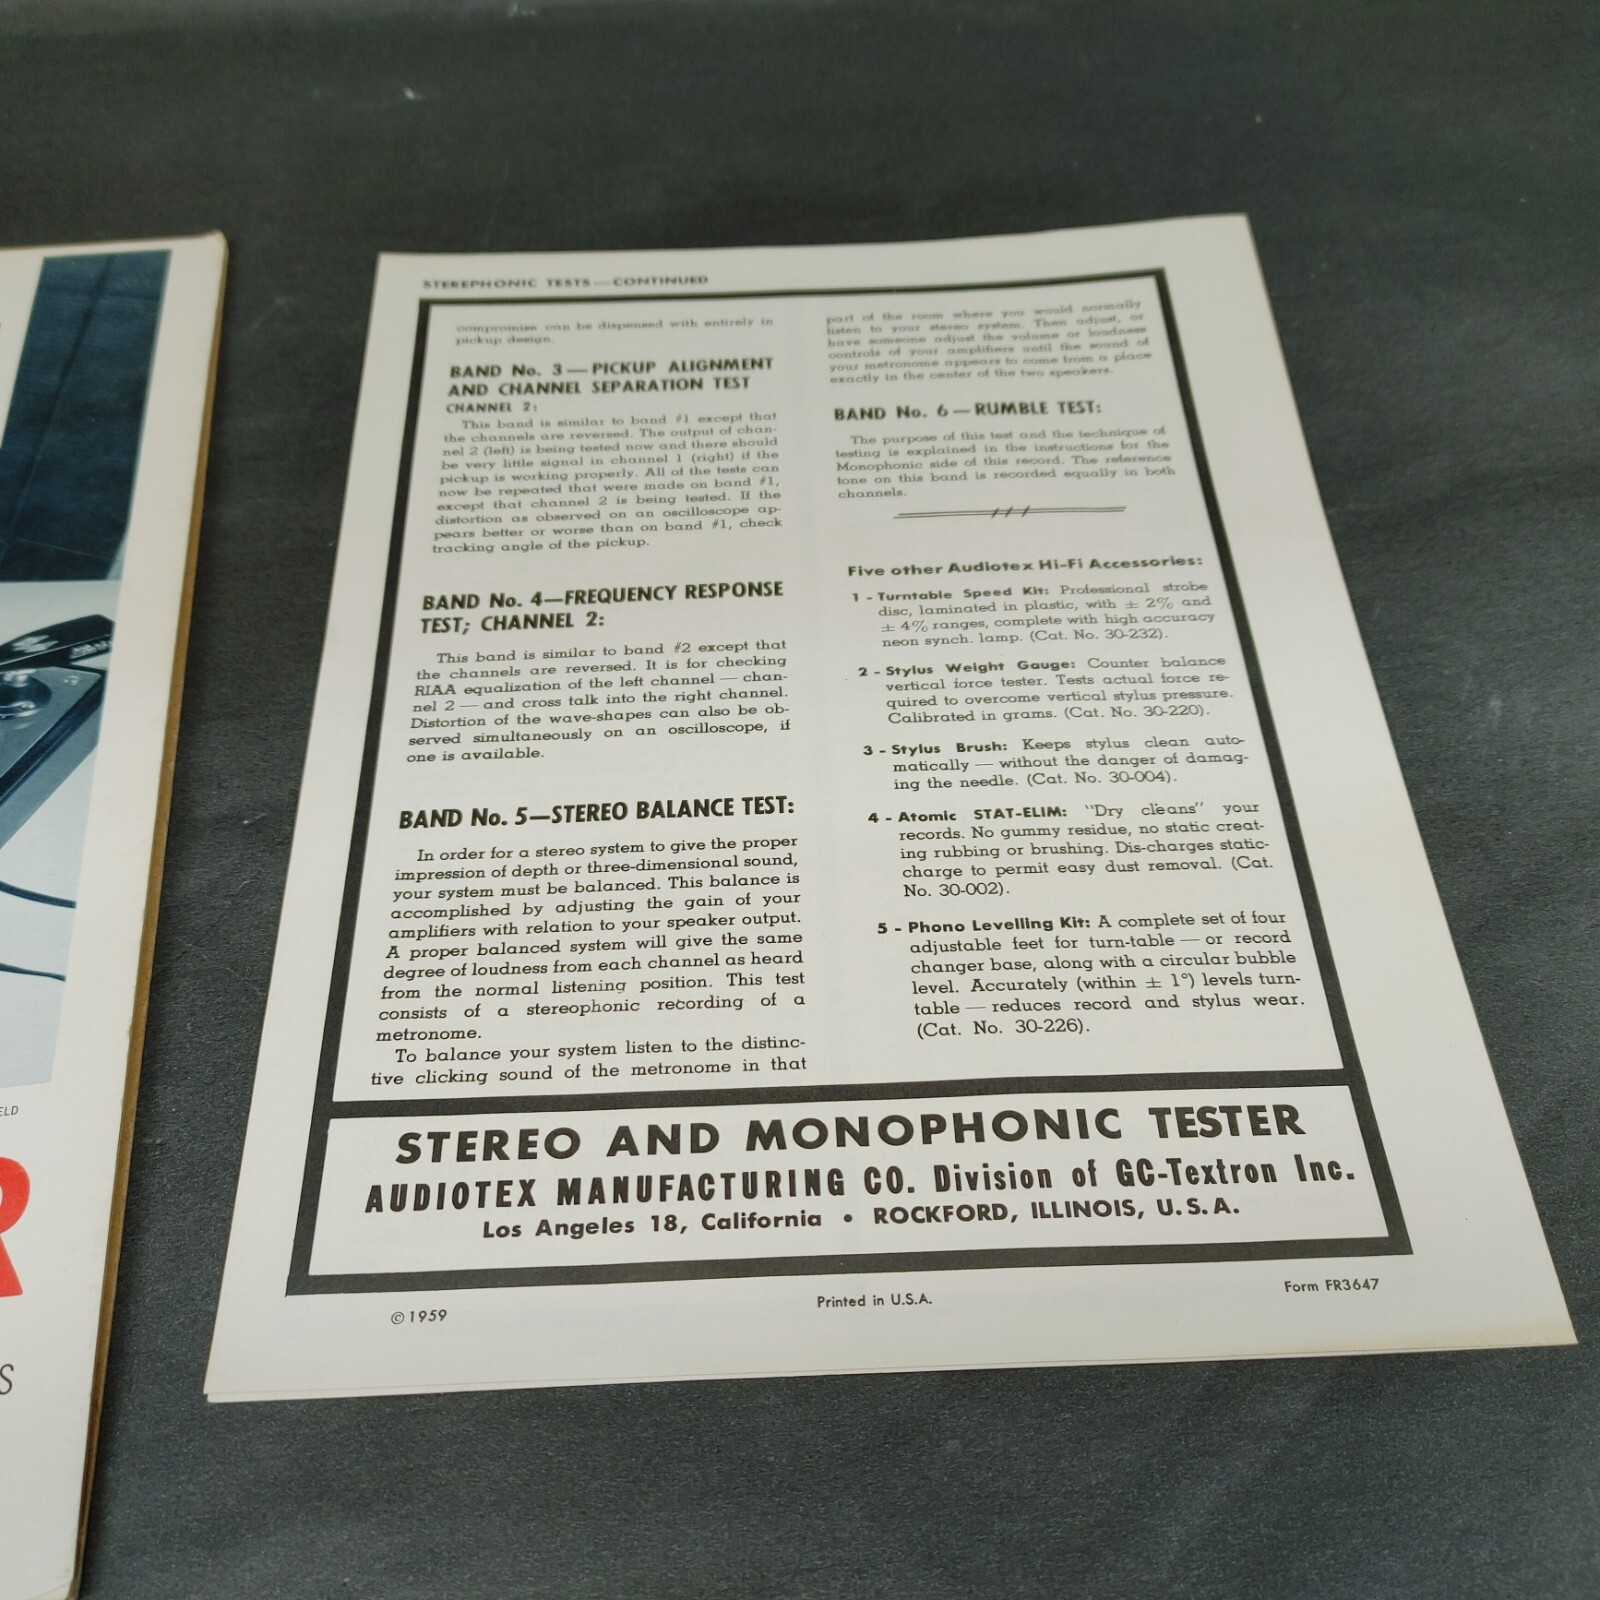 STEREPHONIC TESTS—CONTINUED
compromise can be dispensed with entirely in
pickup design.
BAND No. 3—PICKUP ALIGNMENT
AND CHANNEL SEPARATION TEST
CHANNEL 2:
This band is similar to band #1 except that
the channels are reversed. The output of chan-
nel 2 (left) is being tested now and there should
be very little signal in channel 1 (right) if the
pickup is working properly. All of the tests can
now be repeated that were made on band #1,
except that channel 2 is being tested. If the
distortion as observed on an oscilloscope ap-
pears better or worse than on band #1, check
tracking angle of the pickup.
BAND No. 4—FREQUENCY RESPONSE
TEST; CHANNEL 2:
This band is similar to band #2 except that
the channels are reversed. It is for checking
RIAA equalization of the left channel — chan-
nel 2 — and cross talk into the right channel.
Distortion of the wave-shapes can also be ob-
served simultaneously on an oscilloscope, if
one is available.
BAND No. 5—STEREO BALANCE TEST:
In order for a stereo system to give the proper
impression of depth or three-dimensional sound,
your system must be balanced. This balance is
accomplished by adjusting the gain of your
amplifiers with relation to your speaker output.
A proper balanced system will give the same
degree of loudness from each channel as heard
from the normal listening position. This test
consists of a stereophonic recording of a
metronome.
To balance your system listen to the distinc-
tive clicking sound of the metronome in that
part of the room where you would normally
listen to your stereo system. Then adjust, or
have someone adjust the volume or loudness
controls of your amplifiers until the sound of
your metronome appears to come from a place
exactly in the center of the two speakers.
BAND No. 6—RUMBLE TEST:
The purpose of this test and the technique of
testing is explained in the instructions for the
Monophonic side of this record. The reference
tone on this band is recorded equally in both
channels.
Five other Audiotex Hi-Fi Accessories:
1 - Turntable Speed Kit: Professional strobe
disc, laminated in plastic, with ± 2% and
± 4% ranges, complete with high accuracy
neon synch. lamp. (Cat. No. 30-232).
2 - Stylus Weight Gauge: Counter balance
vertical force tester. Tests actual force re-
quired to overcome vertical stylus pressure.
Calibrated in grams. (Cat. No. 30-220).
3 - Stylus Brush: Keeps stylus clean auto-
matically — without the danger of damag-
ing the needle. (Cat. No. 30-004).
4 - Atomic STAT-ELIM: "Dry cleans" your
records. No gummy residue, no static creat-
ing rubbing or brushing. Dis-charges static-
charge to permit easy dust removal. (Cat.
No. 30-002).
5 - Phono Levelling Kit: A complete set of four
adjustable feet for turn-table — or record
changer base, along with a circular bubble
level. Accurately (within ± 1°) levels turn-
table — reduces record and stylus wear.
(Cat. No. 30-226).
STEREO AND MONOPHONIC TESTER
AUDIOTEX MANUFACTURING CO. Division of GC-Textron Inc.
Los Angeles 18, California • ROCKFORD, ILLINOIS, U.S.A.
© 1959
Printed in U.S.A.
Form FR3647
ELD
R
S